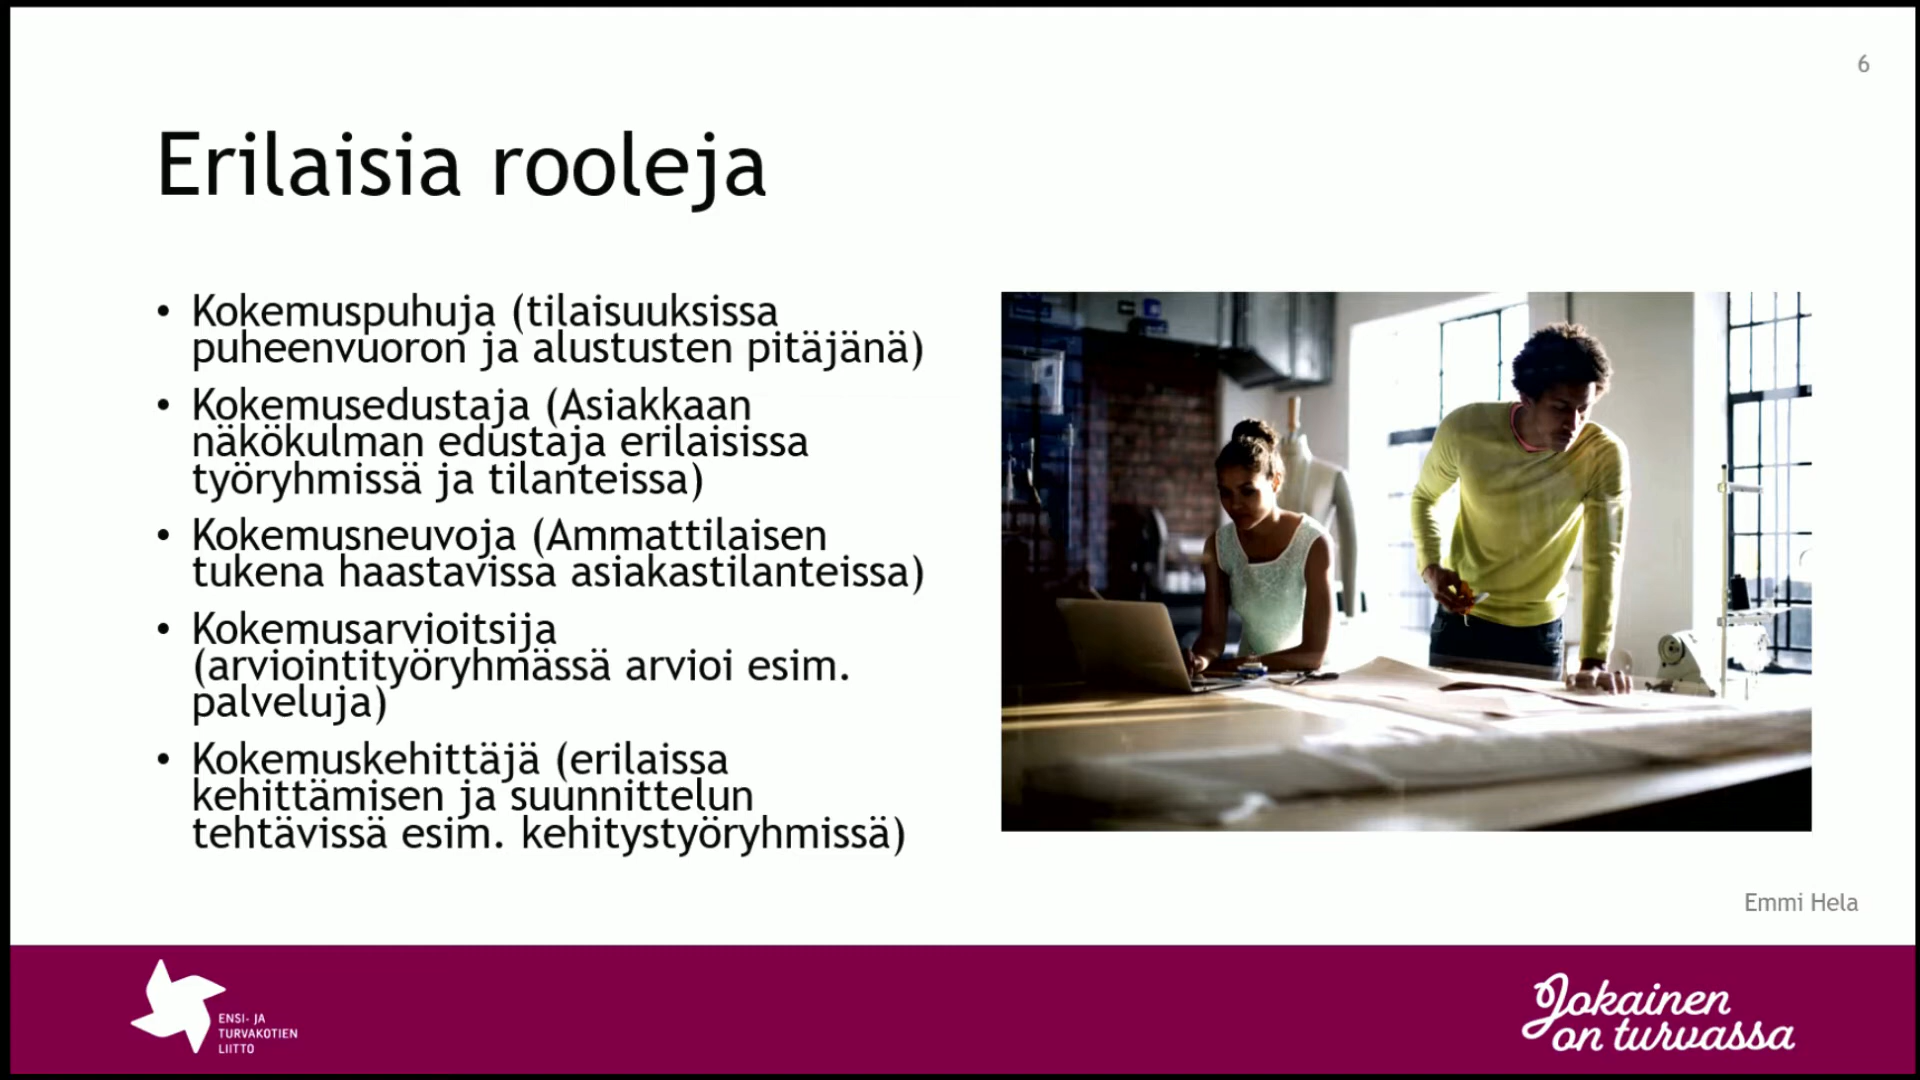 6
Erilaisia rooleja
• Kokemuspuhuja (tilaisuuksissa
puheenvuoron ja alustusten pitäjänä)
• Kokemusedustaja (Asiakkaan
näkökulman edustaja erilaisissa
työryhmissä ja tilanteissa)
• Kokemusneuvoja (Ammattilaisen
tukena haastavissa asiakastilanteissa)
• Kokemusarvioitsija
(arviointityöryhmässä arvioi esim.
palveluja)
• Kokemuskehittäjä (erilaissa
kehittämisen ja suunnittelun
tehtävissä esim. kehitystyöryhmissä)
Emmi Hela
ENSI- JA
TURVAKOTIEN
LIITTO
Jokainen
on turvassa